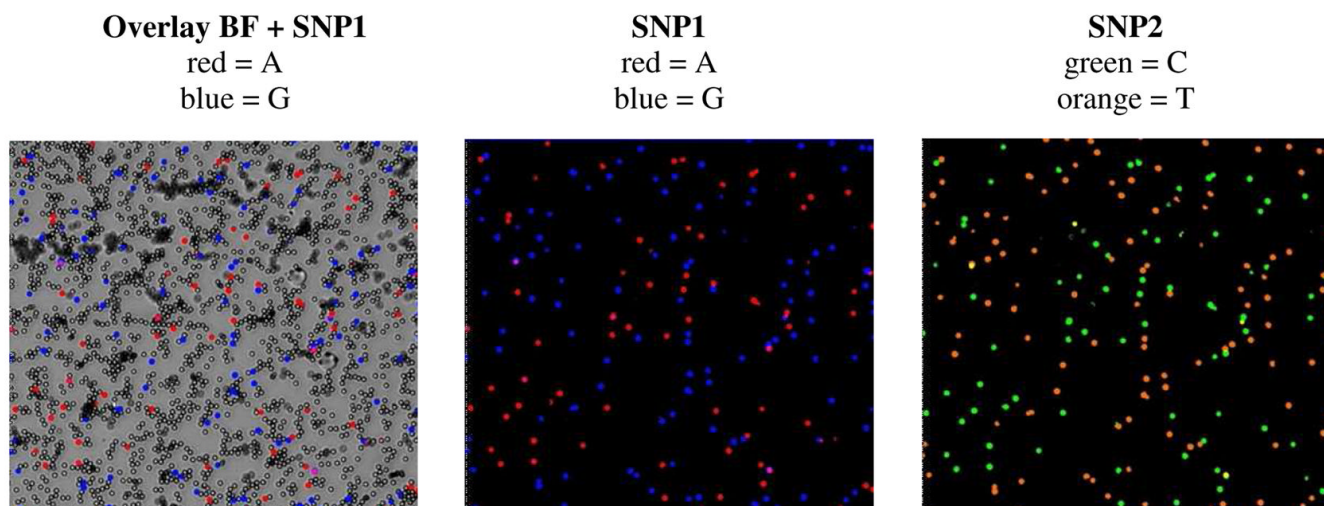 Overlay BF + SNP1
red = A
blue = G
SNP1
red = A
blue = G
SNP2
green = C
orange = T